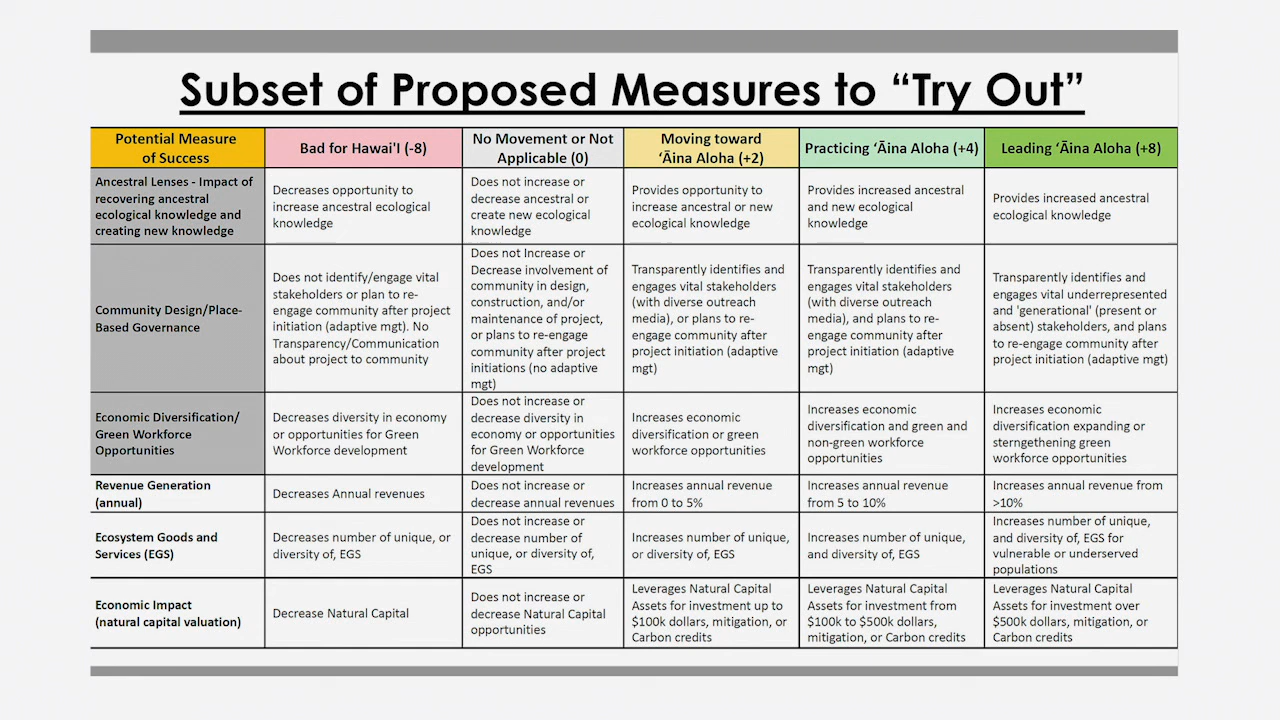 Subset of Proposed Measures to “Try Out”
Potential Measure
of Success
Bad for Hawai'I (-8)
No Movement or Not
Applicable (0)
Moving toward
ʻĀina Aloha (+2)
Practicing ʻĀina Aloha (+4)
Leading ʻĀina Aloha (+8)
Ancestral Lenses - Impact of
recovering ancestral
ecological knowledge and
creating new knowledge
Decreases opportunity to
increase ancestral ecological
knowledge
Does not increase or
decrease ancestral or
create new ecological
knowledge
Provides opportunity to
increase ancestral or new
ecological knowledge
Provides increased ancestral
and new ecological
knowledge
Provides increased ancestral
ecological knowledge
Community Design/Place-
Based Governance
Does not identify/engage vital
stakeholders or plan to re-
engage community after project
initiation (adaptive mgt). No
Transparency/Communication
about project to community
Does not Increase or
Decrease involvement of
community in design,
construction, and/or
maintenance of project,
or plans to re-engage
community after project
initiations (no adaptive
mgt)
Transparently identifies and
engages vital stakeholders
(with diverse outreach
media), or plans to re-
engage community after
project initiation (adaptive
mgt)
Transparently identifies and
engages vital stakeholders
(with diverse outreach
media), and plans to re-
engage community after
project initiation (adaptive
mgt)
Transparently identifies and
engages vital underrepresented
and 'generational' (present or
absent) stakeholders, and plans
to re-engage community after
project initiation (adaptive mgt)
Economic Diversification/
Green Workforce
Opportunities
Decreases diversity in economy
or opportunities for Green
Workforce development
Does not increase or
decrease diversity in
economy or opportunities
for Green Workforce
development
Increases economic
diversification or green
workforce opportunities
Increases economic
diversification and green and
non-green workforce
opportunities
Increases economic
diversification expanding or
sterngethening green
workforce opportunities
Revenue Generation
(annual)
Decreases Annual revenues
Does not increase or
decrease annual revenues
Increases annual revenue
from 0 to 5%
Increases annual revenue
from 5 to 10%
Increases annual revenue from
>10%
Ecosystem Goods and
Services (EGS)
Decreases number of unique, or
diversity of, EGS
Does not increase or
decrease number of
unique, or diversity of,
EGS
Increases number of unique,
or diversity of, EGS
Increases number of unique,
and diversity of, EGS
Increases number of unique,
and diversity of, EGS for
vulnerable or underserved
populations
Economic Impact
(natural capital valuation)
Decrease Natural Capital
Does not increase or
decrease Natural Capital
opportunities
Leverages Natural Capital
Assets for investment up to
$100k dollars, mitigation, or
Carbon credits
Leverages Natural Capital
Assets for investment from
$100k to $500k dollars,
mitigation, or Carbon credits
Leverages Natural Capital
Assets for investment over
$500k dollars, mitigation, or
Carbon credits